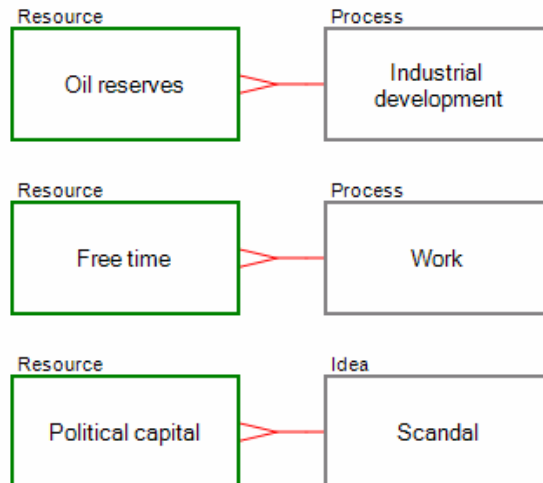 Resource
Process
Oil reserves
Industrial
development
Resource
Process
Free time
Work
Resource
Idea
Political capital
Scandal